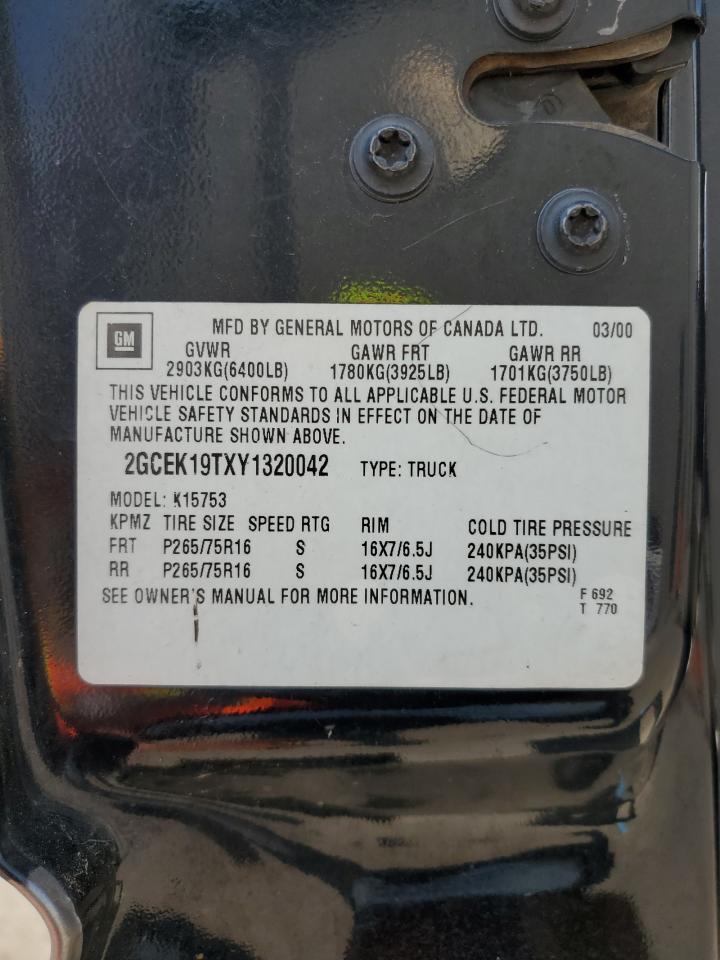 GM
MFD BY GENERAL MOTORS OF CANADA LTD. 03/00
GVWR GAWR FRT GAWR RR
2903KG(6400LB) 1780KG(3925LB) 1701KG(3750LB)
THIS VEHICLE CONFORMS TO ALL APPLICABLE U.S. FEDERAL MOTOR
VEHICLE SAFETY STANDARDS IN EFFECT ON THE DATE OF
MANUFACTURE SHOWN ABOVE.
2GCEK19TXY1320042 TYPE: TRUCK
MODEL: K15753
KPMZ TIRE SIZE SPEED RTG RIM COLD TIRE PRESSURE
FRT P265/75R16 S 16X7/6.5J 240KPA(35PSI)
RR P265/75R16 S 16X7/6.5J 240KPA(35PSI)
SEE OWNER'S MANUAL FOR MORE INFORMATION. F 692
T 770